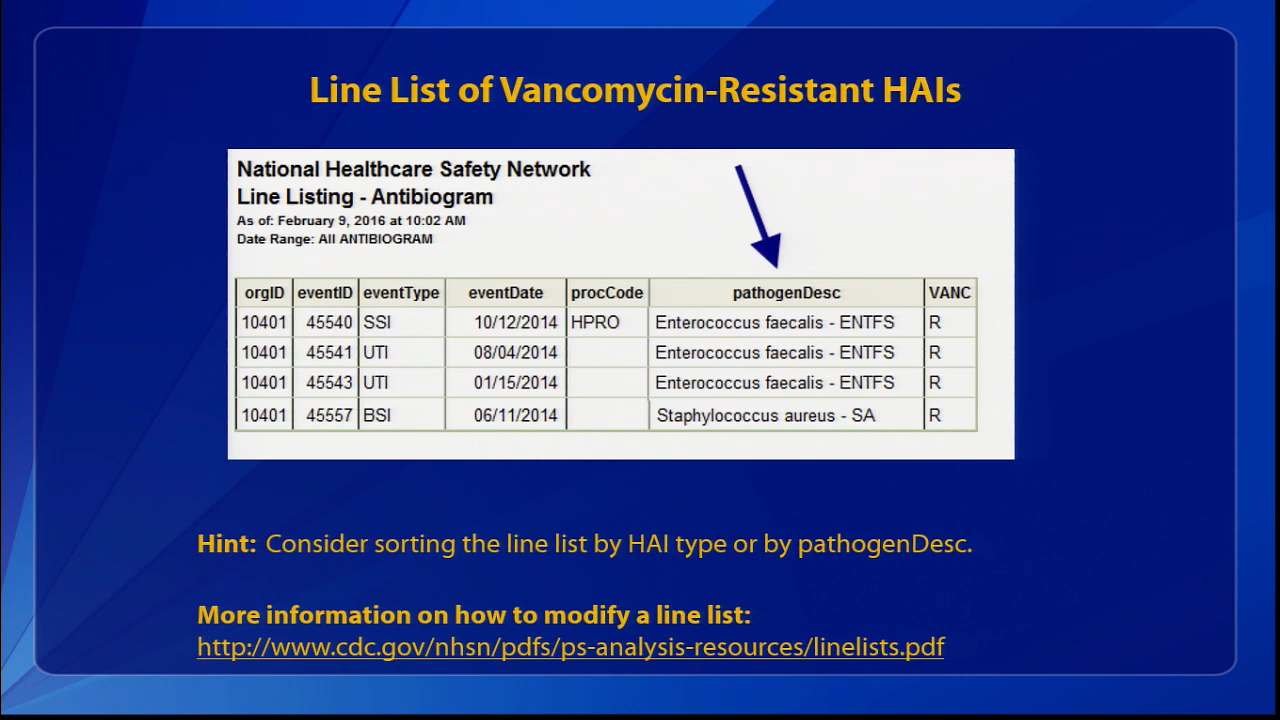 Line List of Vancomycin-Resistant HAIs
National Healthcare Safety Network
Line Listing - Antibiogram
As of: February 9, 2016 at 10:02 AM
Date Range: All ANTIBIOGRAM
orgID eventID eventType eventDate procCode pathogenDesc VANC
10401 45540 SSI 10/12/2014 HPRO Enterococcus faecalis - ENTFS R
10401 45541 UTI 08/04/2014 Enterococcus faecalis - ENTFS R
10401 45543 UTI 01/15/2014 Enterococcus faecalis - ENTFS R
10401 45557 BSI 06/11/2014 Staphylococcus aureus - SA R
Hint: Consider sorting the line list by HAI type or by pathogenDesc.
More information on how to modify a line list:
http://www.cdc.gov/nhsn/pdfs/ps-analysis-resources/linelists.pdf